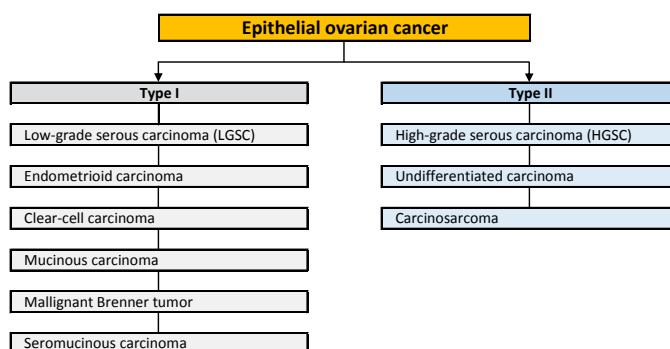 Epithelial ovarian cancer
Type I
Low-grade serous carcinoma (LGSC)
Endometrioid carcinoma
Clear-cell carcinoma
Mucinous carcinoma
Mallignant Brenner tumor
Seromucinous carcinoma
Type II
High-grade serous carcinoma (HGSC)
Undifferentiated carcinoma
Carcinosarcoma